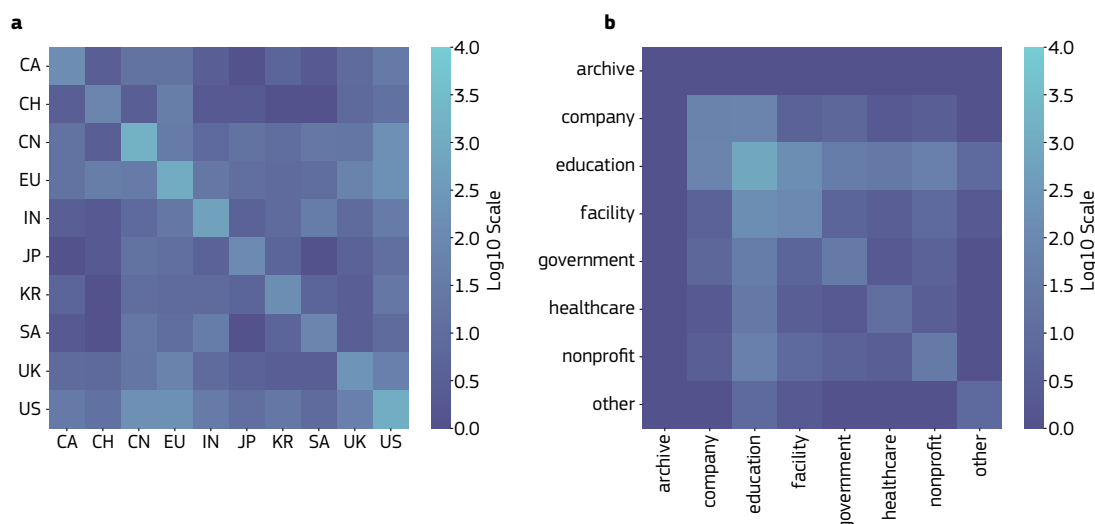 a
CA
CH
CN
EU
IN
JP
KR
SA
UK
US
CA CH CN EU IN JP KR SA UK US
4.0
3.5
3.0
2.5
2.0
1.5
1.0
0.5
0.0
Log10 Scale
b
archive
company
education
facility
government
healthcare
nonprofit
other
archive
company
education
facility
government
healthcare
nonprofit
other
4.0
3.5
3.0
2.5
2.0
1.5
1.0
0.5
0.0
Log10 Scale